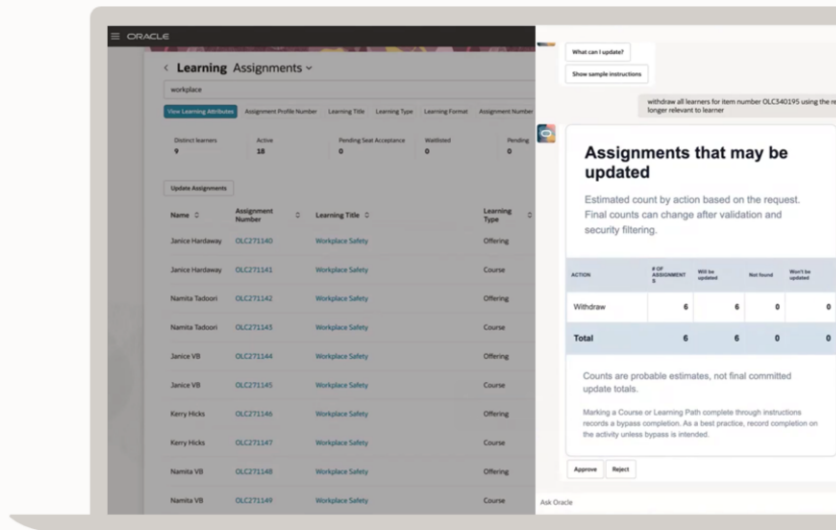 ORACLE
Learning Assignments
workplace
View Learning Attributes Assignment Profile Number Learning Title Learning Type Learning Format Assignment Number
Distinct learners Active Pending Seat Acceptance Waitlisted Pending
9 18 0 0 0
Update Assignments
Name Assignment Number Learning Title Learning Type
Janice Hardaway OLC271140 Workplace Safety Offering
Janice Hardaway OLC271141 Workplace Safety Course
Namita Tadoori OLC271142 Workplace Safety Offering
Namita Tadoori OLC271143 Workplace Safety Course
Janice VB OLC271144 Workplace Safety Offering
Janice VB OLC271145 Workplace Safety Course
Kerry Hicks OLC271146 Workplace Safety Offering
Kerry Hicks OLC271147 Workplace Safety Course
Namita VB OLC271148 Workplace Safety Offering
Namita VB OLC271149 Workplace Safety Course
What can I update?
Show sample instructions
withdraw all learners for item number OLC340195 using the re
longer relevant to learner
Assignments that may be
updated
Estimated count by action based on the request.
Final counts can change after validation and
security filtering.
ACTION # OF ASSIGNMENTS Will be updated Not found Won't be updated
Withdraw 6 6 0 0
Total 6 6 0 0
Counts are probable estimates, not final committed
update totals.
Marking a Course or Learning Path complete through instructions
records a bypass completion. As a best practice, record completion on
the activity unless bypass is intended.
Approve Reject
Ask Oracle